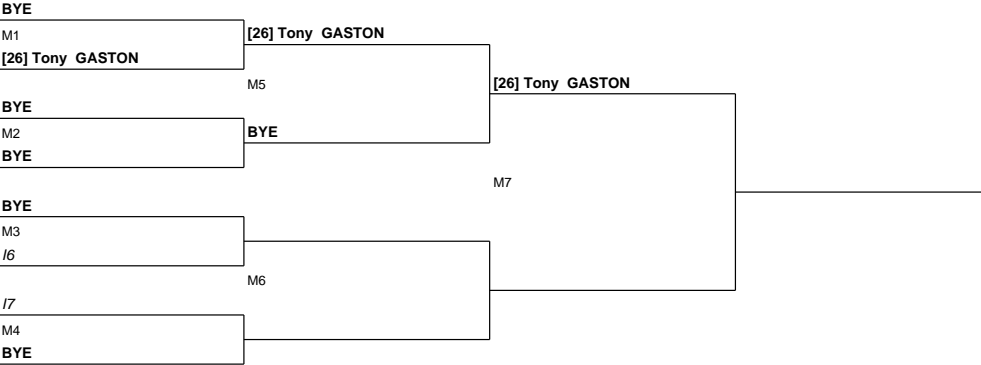 BYE
M1
[26] Tony GASTON
[26] Tony GASTON
M5
[26] Tony GASTON
BYE
M2
BYE
BYE
M7
BYE
M3
I6
M6
I7
M4
BYE